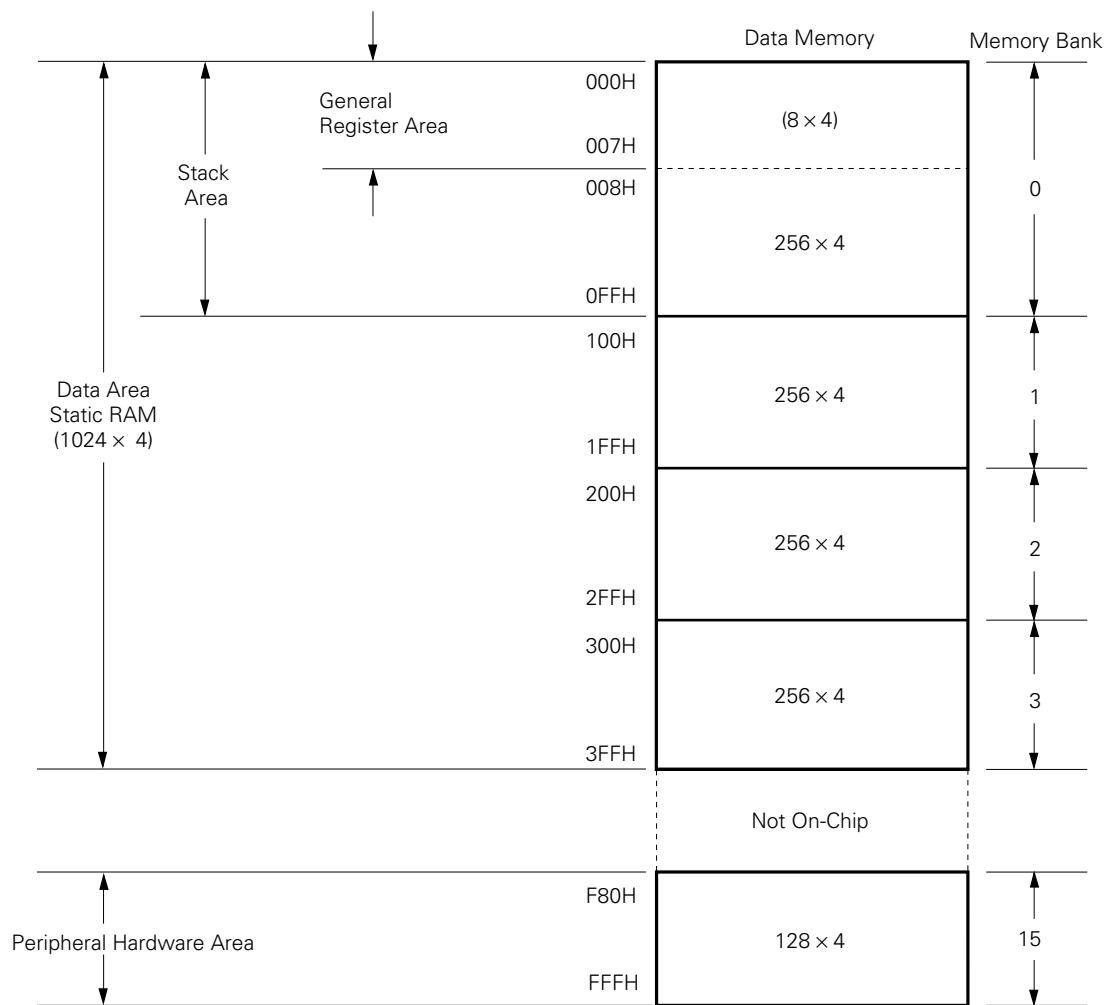 Data Memory
Memory Bank
000H
General
Register Area
(8 × 4)
007H
Stack
Area
008H
0
256 × 4
0FFH
100H
Data Area
Static RAM
(1024 × 4)
256 × 4
1
1FFH
200H
256 × 4
2
2FFH
300H
256 × 4
3
3FFH
Not On-Chip
F80H
Peripheral Hardware Area
128 × 4
15
FFFH